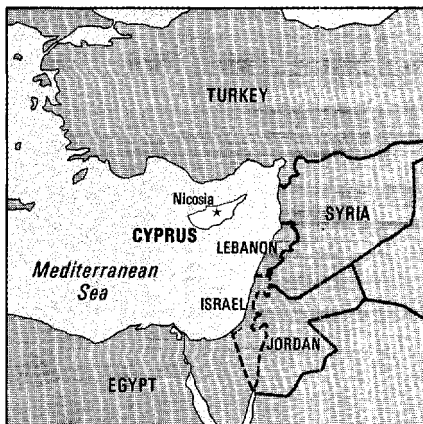 TURKEY
Nicosia
SYRIA
CYPRUS
LEBANON
Mediterranean
Sea
ISRAEL
JORDAN
EGYPT